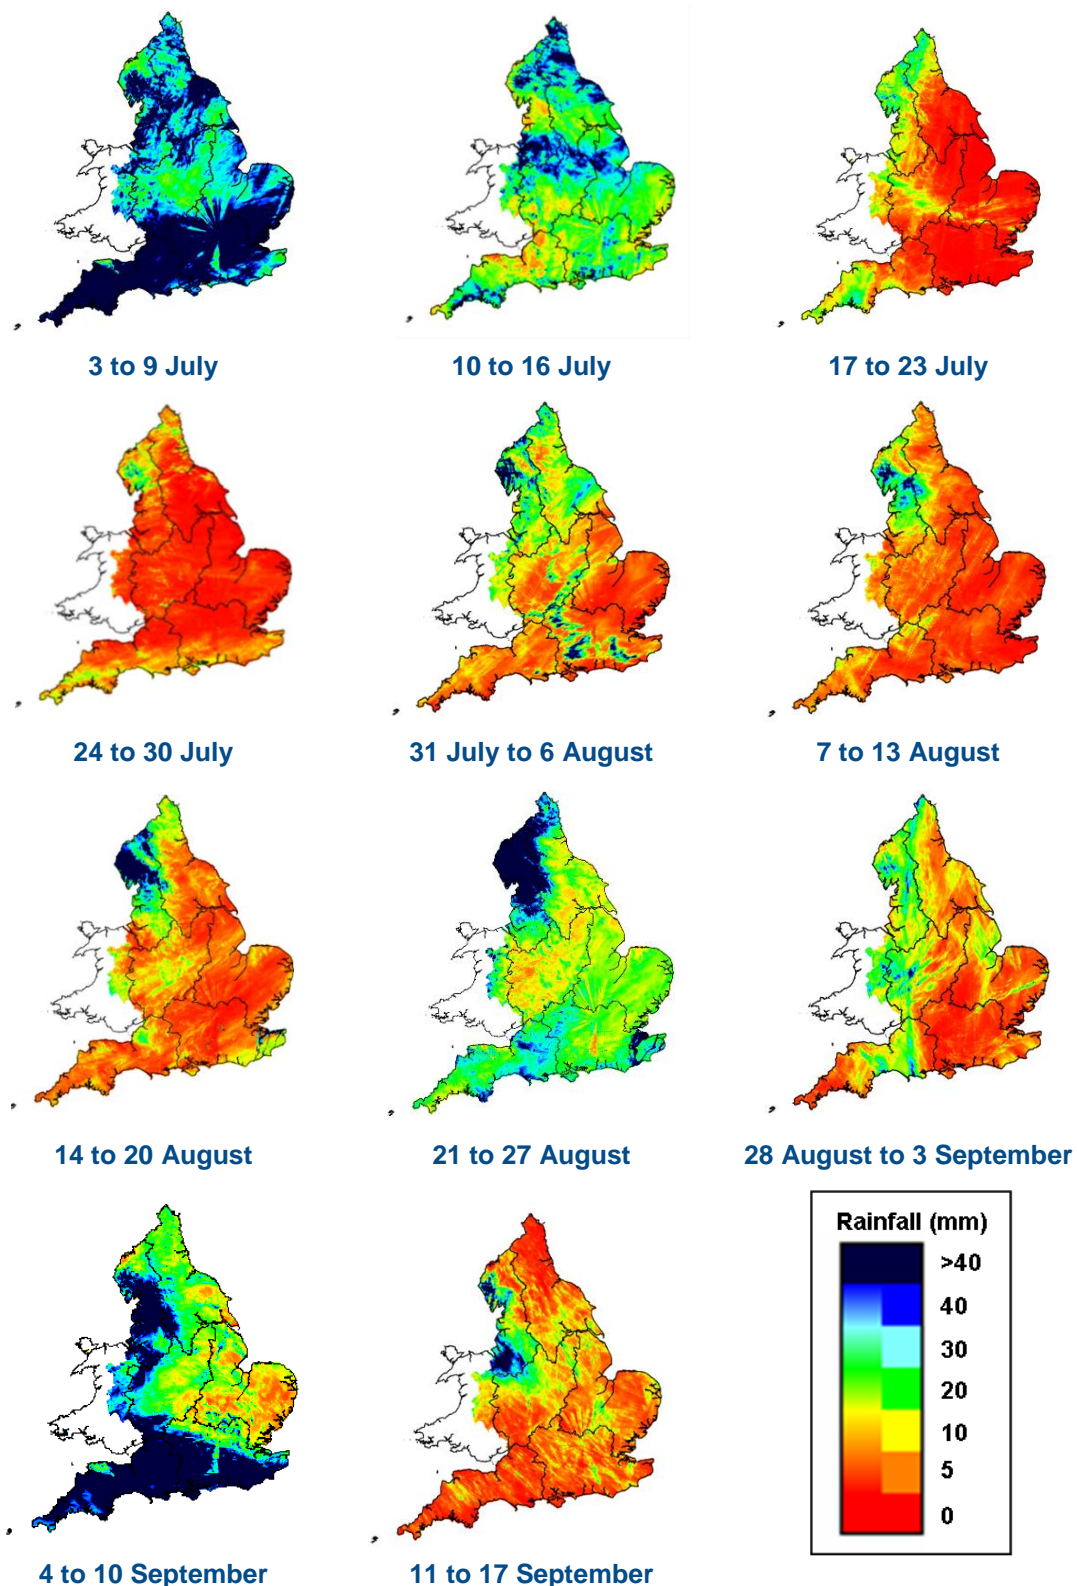 3 to 9 July
10 to 16 July
17 to 23 July
24 to 30 July
31 July to 6 August
7 to 13 August
14 to 20 August
21 to 27 August
28 August to 3 September
Rainfall (mm)
>40
40
30
20
10
5
0
4 to 10 September
11 to 17 September